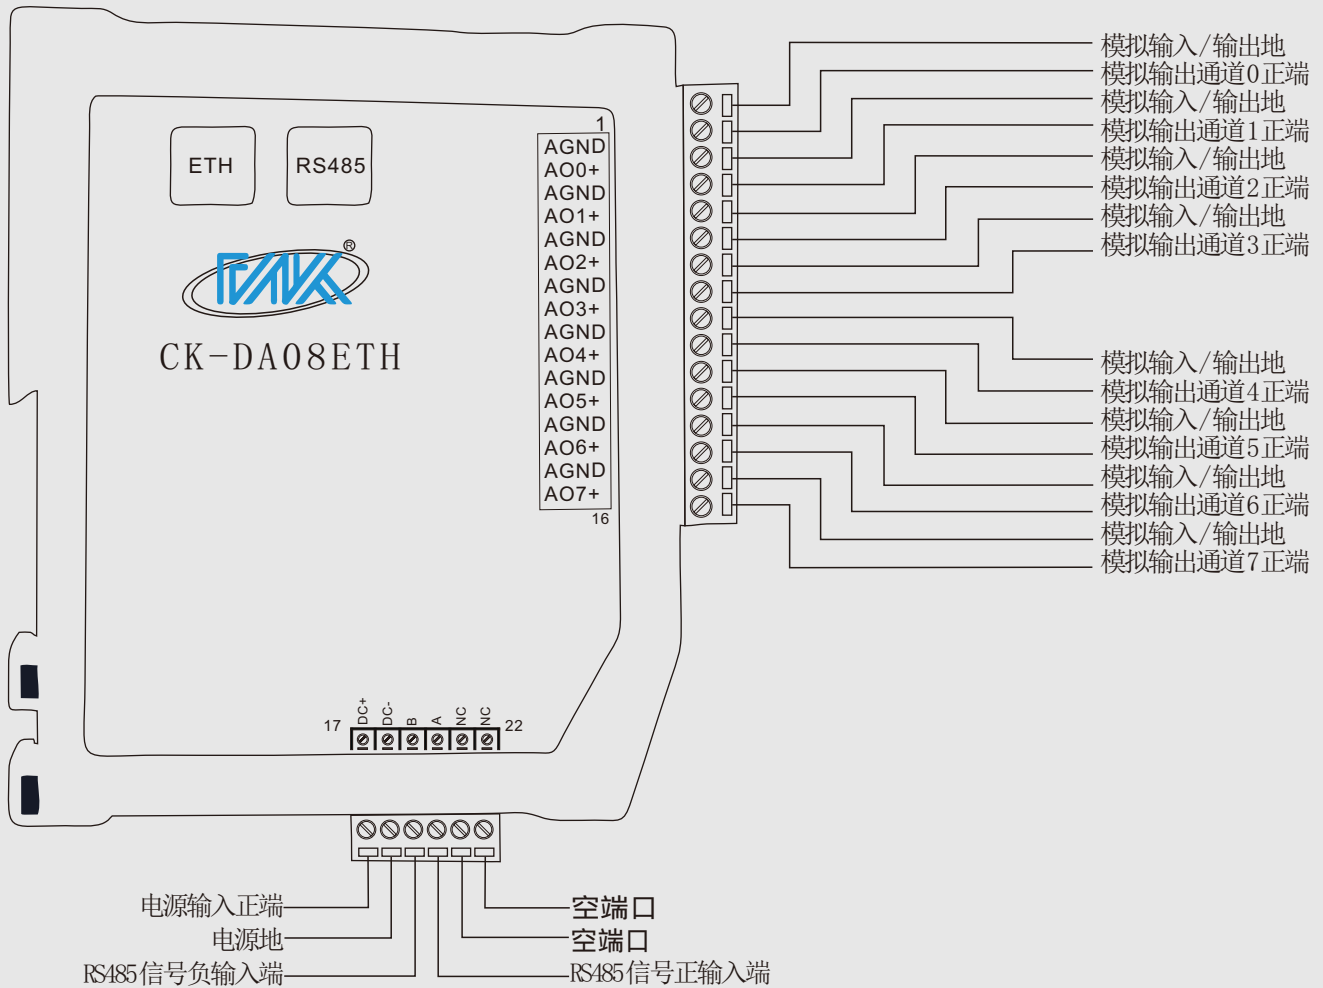 ETH
RS485
®
CK-DA08ETH
1
AGND
AO0+
AGND
AO1+
AGND
AO2+
AGND
AO3+
AGND
AO4+
AGND
AO5+
AGND
AO6+
AGND
AO7+
16
模拟输入/输出地
模拟输出通道0正端
模拟输入/输出地
模拟输出通道1正端
模拟输入/输出地
模拟输出通道2正端
模拟输入/输出地
模拟输出通道3正端
模拟输入/输出地
模拟输出通道4正端
模拟输入/输出地
模拟输出通道5正端
模拟输入/输出地
模拟输出通道6正端
模拟输入/输出地
模拟输出通道7正端
17
DC+
DC-
B
A
NC
NC
22
电源输入正端
电源地
RS485信号负输入端
空端口
空端口
RS485信号正输入端